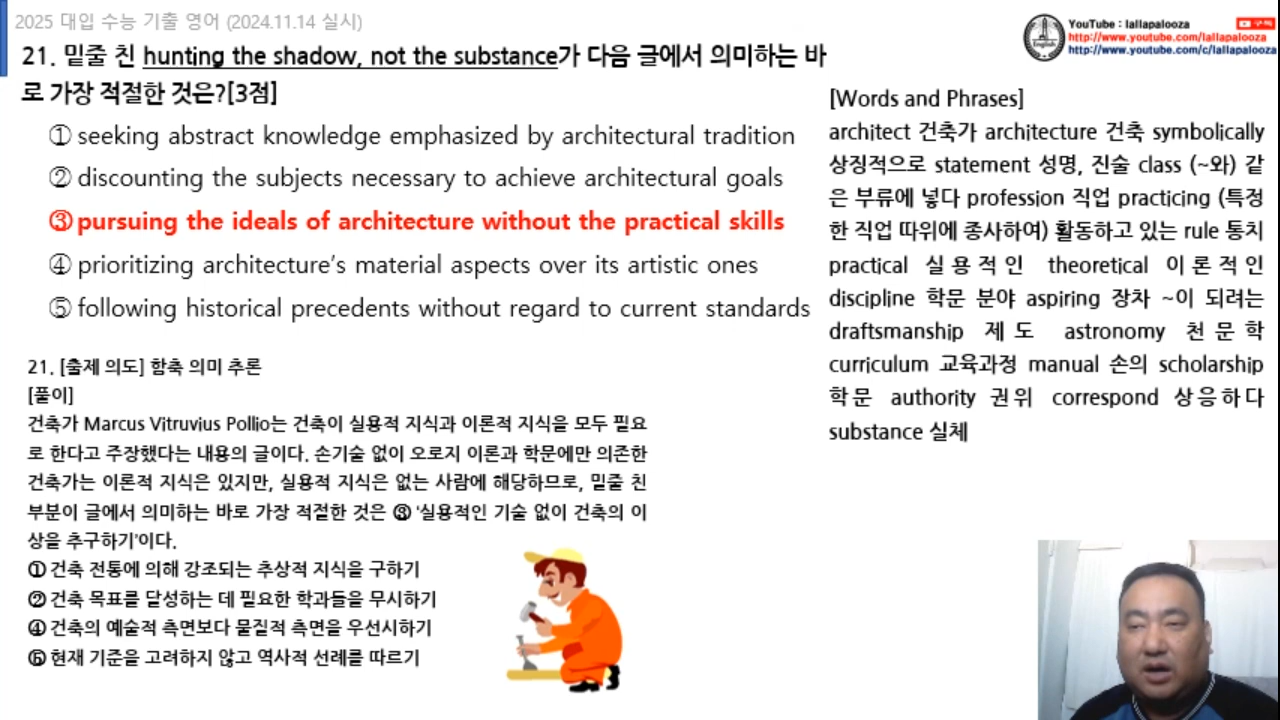 2025 대입 수능 기출 영어 (2024.11.14 실시)
21. 밑줄 친 hunting the shadow, not the substance가 다음 글에서 의미하는 바
로 가장 적절한 것은?[3점]
① seeking abstract knowledge emphasized by architectural tradition
② discounting the subjects necessary to achieve architectural goals
③ pursuing the ideals of architecture without the practical skills
④ prioritizing architecture's material aspects over its artistic ones
⑤ following historical precedents without regard to current standards
21. [출제 의도] 함축 의미 추론
[풀이]
건축가 Marcus Vitruvius Pollio는 건축이 실용적 지식과 이론적 지식을 모두 필요
로 한다고 주장했다는 내용의 글이다. 손기술 없이 오로지 이론과 학문에만 의존한
건축가는 이론적 지식은 있지만, 실용적 지식은 없는 사람에 해당하므로, 밑줄 친
부분이 글에서 의미하는 바로 가장 적절한 것은 ③ '실용적인 기술 없이 건축의 이
상을 추구하기'이다.
① 건축 전통에 의해 강조되는 추상적 지식을 구하기
② 건축 목표를 달성하는 데 필요한 학과들을 무시하기
④ 건축의 예술적 측면보다 물질적 측면을 우선시하기
⑤ 현재 기준을 고려하지 않고 역사적 선례를 따르기
YouTube : lallapalooza
구독
http://www.youtube.com/lallapalooza
http://www.youtube.com/c/lallapalooza
English
[Words and Phrases]
architect 건축가 architecture 건축 symbolically
상징적으로 statement 성명, 진술 class (~와) 같
은 부류에 넣다 profession 직업 practicing (특정
한 직업 따위에 종사하여) 활동하고 있는 rule 통치
practical 실용적인 theoretical 이론적인
discipline 학문 분야 aspiring 장차 ~이 되려는
draftsmanship 제도 astronomy 천문학
curriculum 교육과정 manual 손의 scholarship
학문 authority 권위 correspond 상응하다
substance 실체